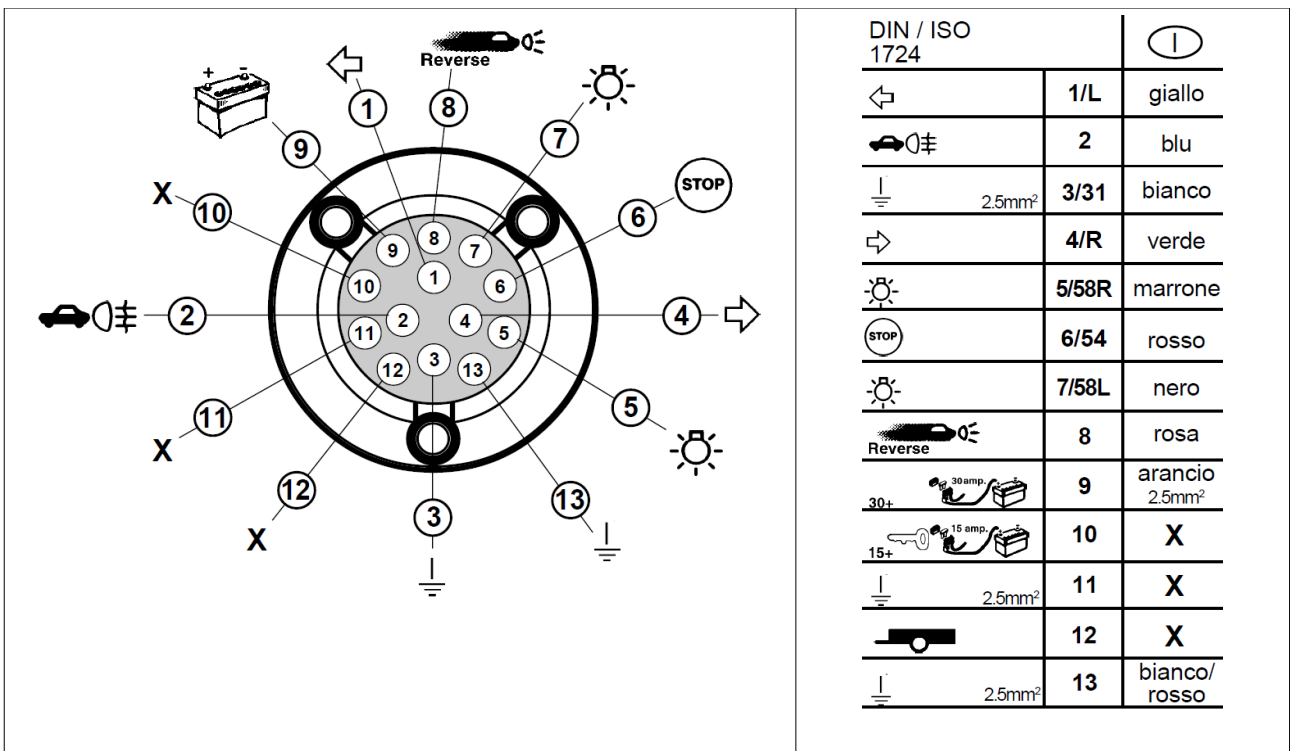 + -
Reverse
1
8
7
9
STOP
X
10
6
9
8
7
10
1
6
2
2
4
4
11
5
12
3
13
11
5
X
12
3
13
X
DIN / ISO
1724
I
1/L giallo
2 blu
2.5mm² 3/31 bianco
4/R verde
5/58R marrone
STOP 6/54 rosso
7/58L nero
Reverse 8 rosa
30+ 30amp. 9 arancio
2.5mm²
15+ 15 amp. 10 X
2.5mm² 11 X
12 X
2.5mm² 13 bianco/
rosso